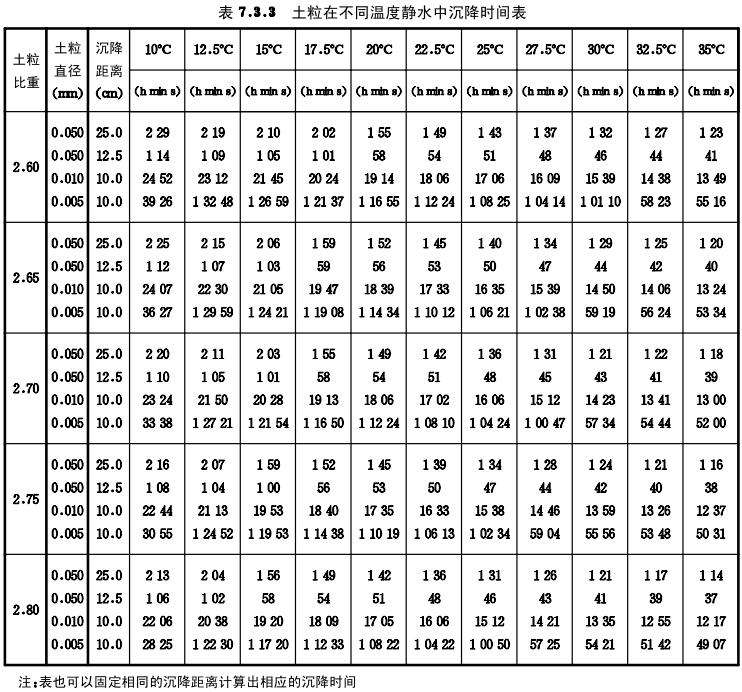 表 7.3.3 土粒在不同温度静水中沉降时间表
土粒比重 土粒直径(mm) 沉降距离(cm) 10°C 12.5°C 15°C 17.5°C 20°C 22.5°C 25°C 27.5°C 30°C 32.5°C 35°C
(h min s) (h min s) (h min s) (h min s) (h min s) (h min s) (h min s) (h min s) (h min s) (h min s) (h min s)
2.60
0.050 25.0 2 29 2 19 2 10 2 02 1 55 1 49 1 43 1 37 1 32 1 27 1 23
0.050 12.5 1 14 1 09 1 05 1 01 58 54 51 48 46 44 41
0.010 10.0 24 52 23 12 21 45 20 24 19 14 18 06 17 06 16 09 15 39 14 38 13 49
0.005 10.0 39 26 1 32 48 1 26 59 1 21 37 1 16 55 1 12 24 1 08 25 1 04 14 1 01 10 58 23 55 16
2.65
0.050 25.0 2 25 2 15 2 06 1 59 1 52 1 45 1 40 1 34 1 29 1 25 1 20
0.050 12.5 1 12 1 07 1 03 59 56 53 50 47 44 42 40
0.010 10.0 24 07 22 30 21 05 19 47 18 39 17 33 16 35 15 39 14 50 14 06 13 24
0.005 10.0 36 27 1 29 59 1 24 21 1 19 08 1 14 34 1 10 12 1 06 21 1 02 38 59 19 56 24 53 34
2.70
0.050 25.0 2 20 2 11 2 03 1 55 1 49 1 42 1 36 1 31 1 21 1 22 1 18
0.050 12.5 1 10 1 05 1 01 58 54 51 48 45 43 41 39
0.010 10.0 23 24 21 50 20 28 19 13 18 06 17 02 16 06 15 12 14 23 13 41 13 00
0.005 10.0 33 38 1 27 21 1 21 54 1 16 50 1 12 24 1 08 10 1 04 24 1 00 47 57 34 54 44 52 00
2.75
0.050 25.0 2 16 2 07 1 59 1 52 1 45 1 39 1 34 1 28 1 24 1 21 1 16
0.050 12.5 1 08 1 04 1 00 56 53 50 47 44 42 40 38
0.010 10.0 22 44 21 13 19 53 18 40 17 35 16 33 15 38 14 46 13 59 13 26 12 37
0.005 10.0 30 55 1 24 52 1 19 53 1 14 38 1 10 19 1 06 13 1 02 34 59 04 55 56 53 48 50 31
2.80
0.050 25.0 2 13 2 04 1 56 1 49 1 42 1 36 1 31 1 26 1 21 1 17 1 14
0.050 12.5 1 06 1 02 58 54 51 48 46 43 41 39 37
0.010 10.0 22 06 20 38 19 20 18 09 17 05 16 06 15 12 14 21 13 35 12 55 12 17
0.005 10.0 28 25 1 22 30 1 17 20 1 12 33 1 08 22 1 04 22 1 00 50 57 25 54 21 51 42 49 07
注:表也可以固定相同的沉降距离计算出相应的沉降时间